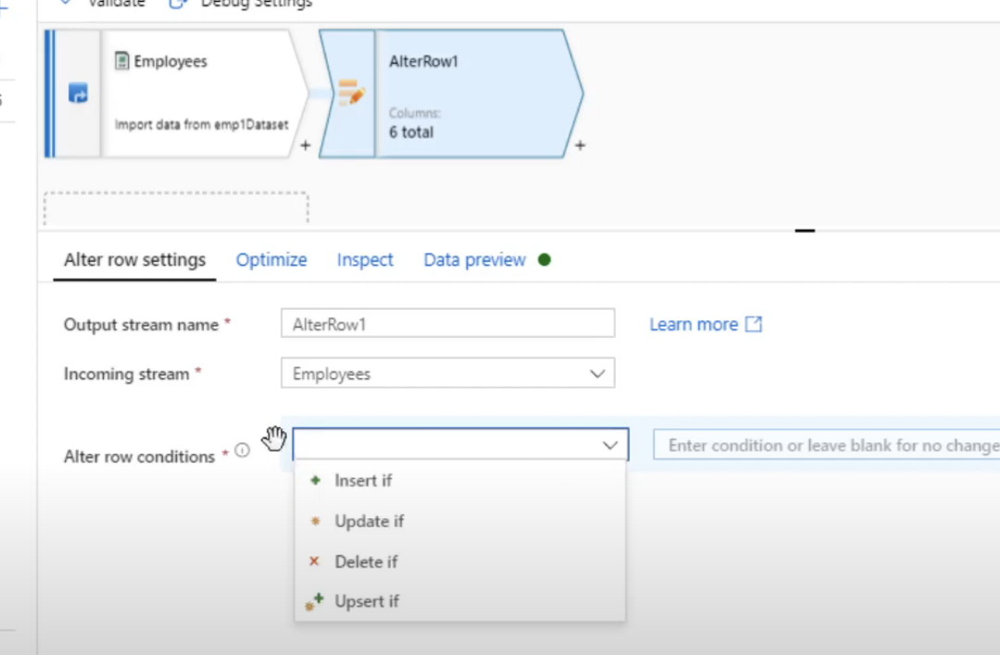 Validate Debug Settings
Employees
Import data from emp1Dataset
+
AlterRow1
Columns:
6 total
+
Alter row settings Optimize Inspect Data preview
Output stream name * AlterRow1 Learn more
Incoming stream * Employees
Alter row conditions * Enter condition or leave blank for no change
Insert if
Update if
Delete if
Upsert if